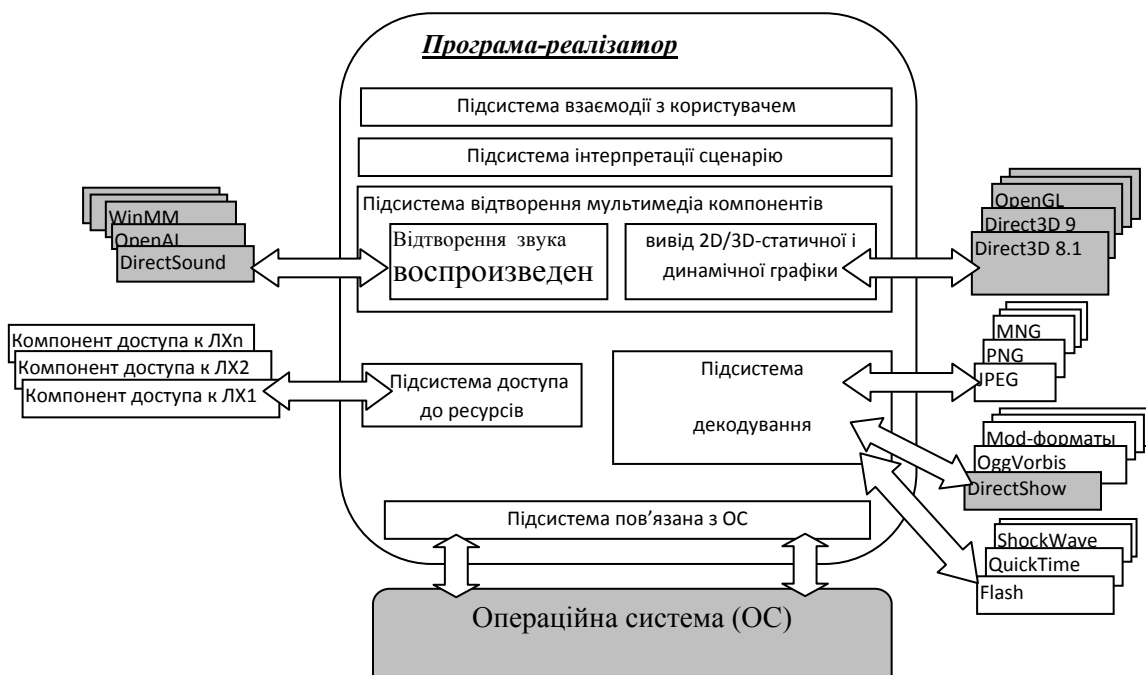 Програма-реалізатор
Підсистема взаємодії з користувачем
Підсистема інтерпретації сценарію
Підсистема відтворення мультимедіа компонентів
Відтворення звука
воспроизведен
вивід 2D/3D-статичної і
динамічної графіки
WinMM
OpenAL
DirectSound
OpenGL
Direct3D 9
Direct3D 8.1
Компонент доступа к ЛХn
Компонент доступа к ЛХ2
Компонент доступа к ЛХ1
Підсистема доступа
до ресурсів
Підсистема
декодування
MNG
PNG
JPEG
Mod-форматы
OggVorbis
DirectShow
ShockWave
QuickTime
Flash
Підсистема пов’язана з ОС
Операційна система (ОС)